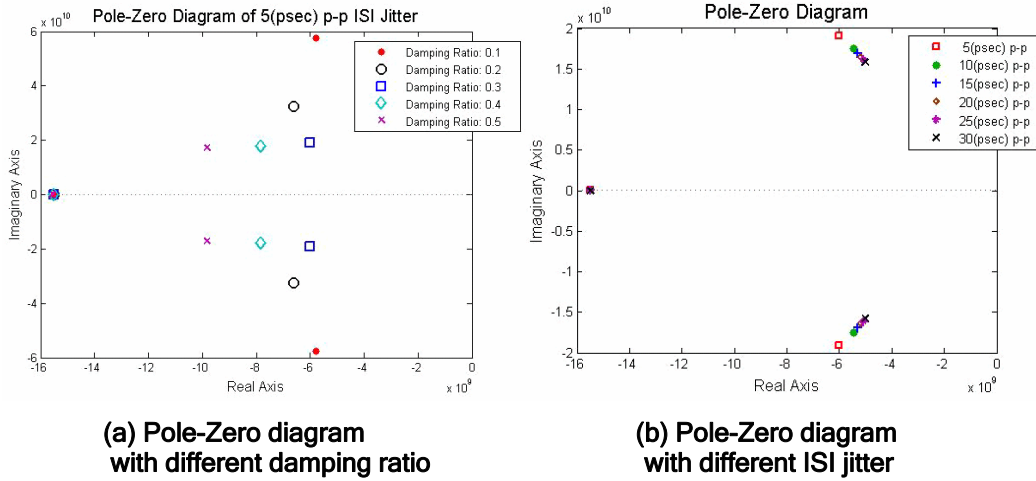 Pole-Zero Diagram of 5(psec) p-p ISI Jitter
x 10^10
6
4
2
0
-2
-4
-6
-16
-14
-12
-10
-8
-6
-4
-2
0
Imaginary Axis
Real Axis
x 10^9
Damping Ratio: 0.1
Damping Ratio: 0.2
Damping Ratio: 0.3
Damping Ratio: 0.4
Damping Ratio: 0.5
(a) Pole-Zero diagram
with different damping ratio
Pole-Zero Diagram
x 10^10
2
1.5
1
0.5
0
-0.5
-1
-1.5
-2
-16
-14
-12
-10
-8
-6
-4
-2
0
Imaginary Axis
Real Axis
x 10^9
5(psec) p-p
10(psec) p-p
15(psec) p-p
20(psec) p-p
25(psec) p-p
30(psec) p-p
(b) Pole-Zero diagram
with different ISI jitter